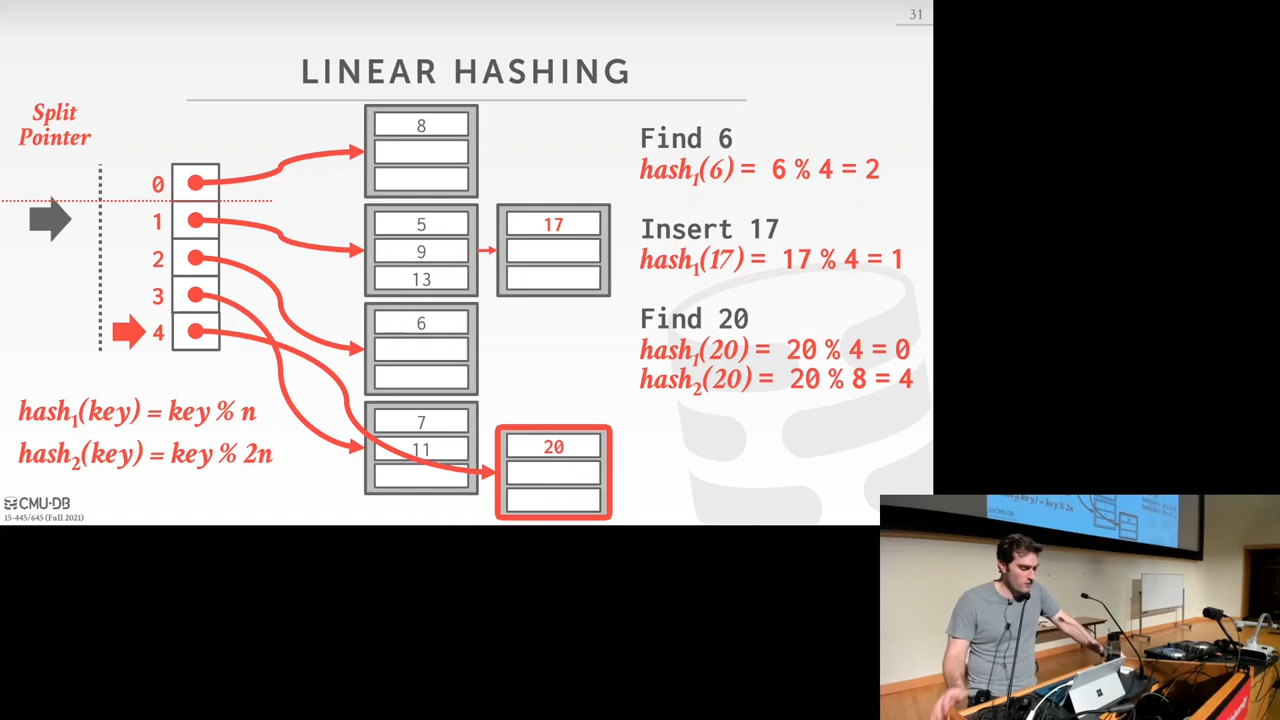 31
LINEAR HASHING
Split
Pointer
0
1
2
3
4
8
5
9
13
17
6
7
11
20
hash1(key) = key % n
hash2(key) = key % 2n
Find 6
hash1(6) = 6 % 4 = 2
Insert 17
hash1(17) = 17 % 4 = 1
Find 20
hash1(20) = 20 % 4 = 0
hash2(20) = 20 % 8 = 4
CMU·DB
15-445/645 (Fall 2021)